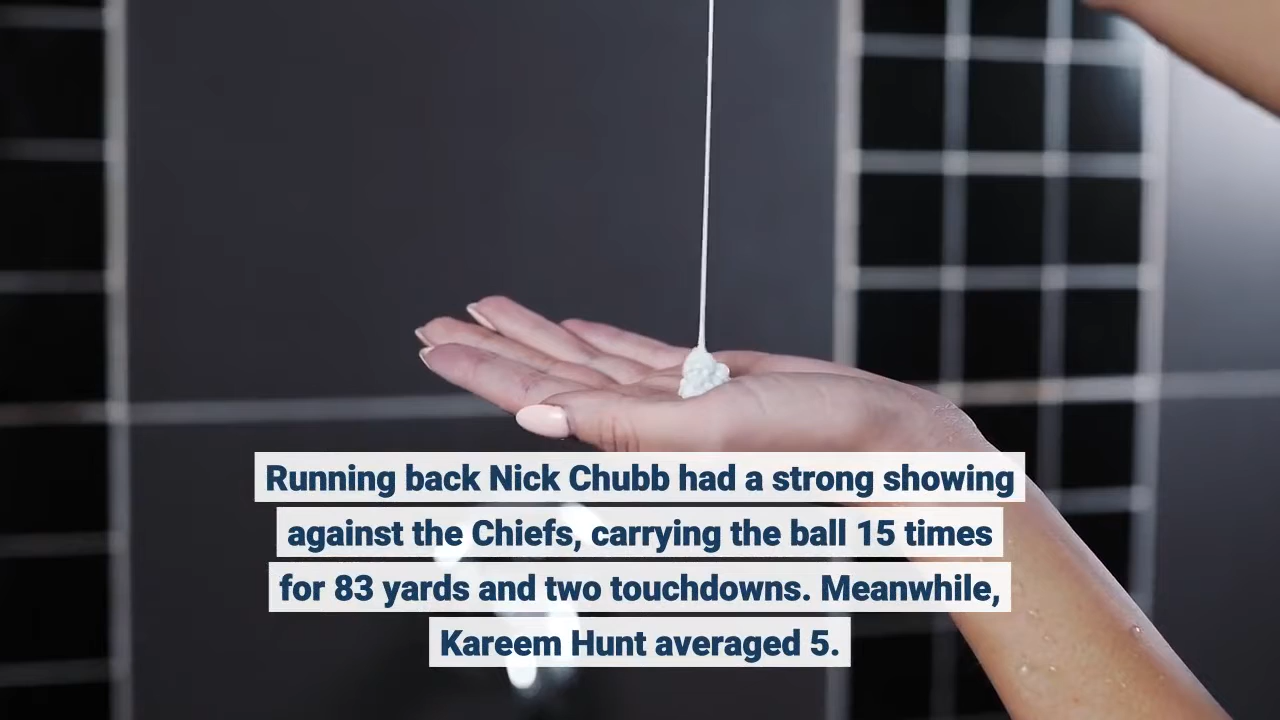 Running back Nick Chubb had a strong showing
against the Chiefs, carrying the ball 15 times
for 83 yards and two touchdowns. Meanwhile,
Kareem Hunt averaged 5.